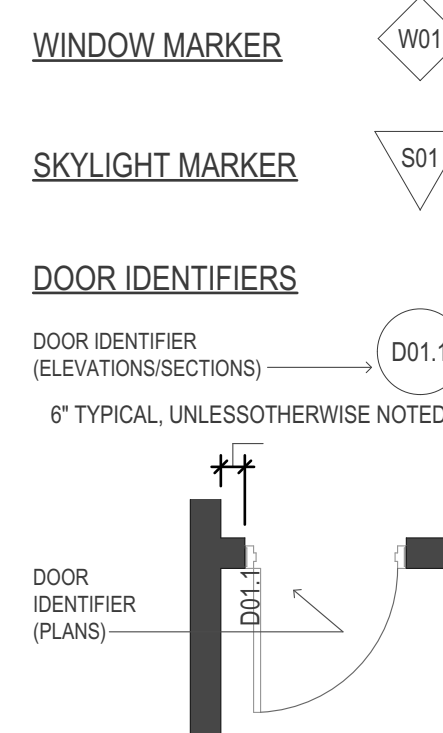 WINDOW MARKER
W01
SKYLIGHT MARKER
S01
DOOR IDENTIFIERS
DOOR IDENTIFIER
(ELEVATIONS/SECTIONS)
D01.1
6" TYPICAL, UNLESSOTHERWISE NOTED
D01.1
DOOR
IDENTIFIER
(PLANS)